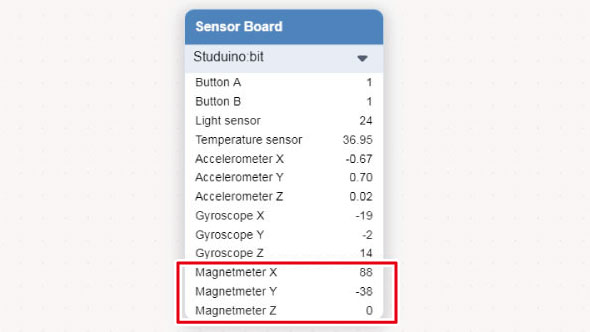 Sensor Board
Studuino:bit
Button A 1
Button B 1
Light sensor 24
Temperature sensor 36.95
Accelerometer X -0.67
Accelerometer Y 0.70
Accelerometer Z 0.02
Gyroscope X -19
Gyroscope Y -2
Gyroscope Z 14
Magnetmeter X 88
Magnetmeter Y -38
Magnetmeter Z 0